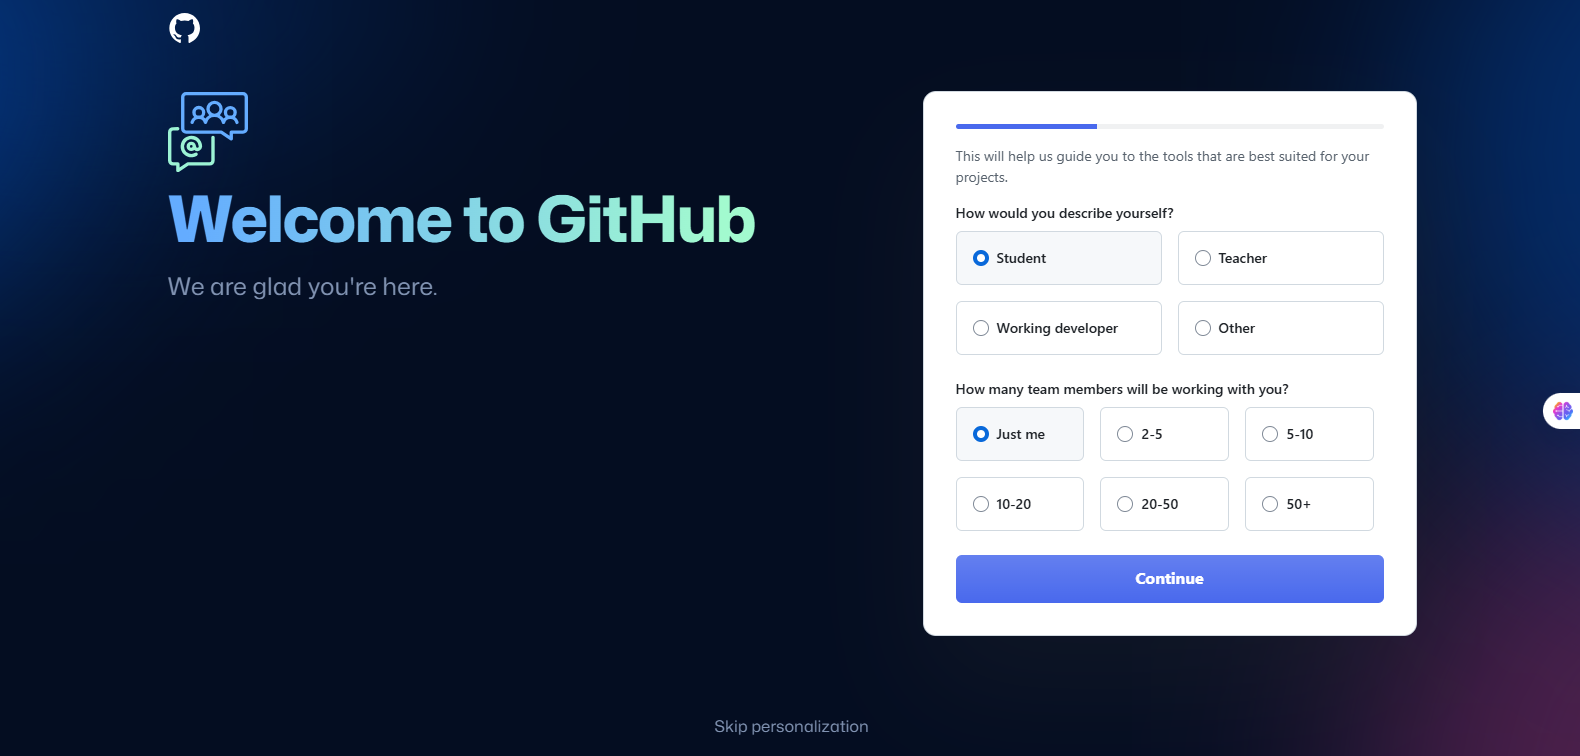 @
Welcome to GitHub
We are glad you're here.
This will help us guide you to the tools that are best suited for your
projects.
How would you describe yourself?
Student
Teacher
Working developer
Other
How many team members will be working with you?
Just me
2-5
5-10
10-20
20-50
50+
Continue
Skip personalization